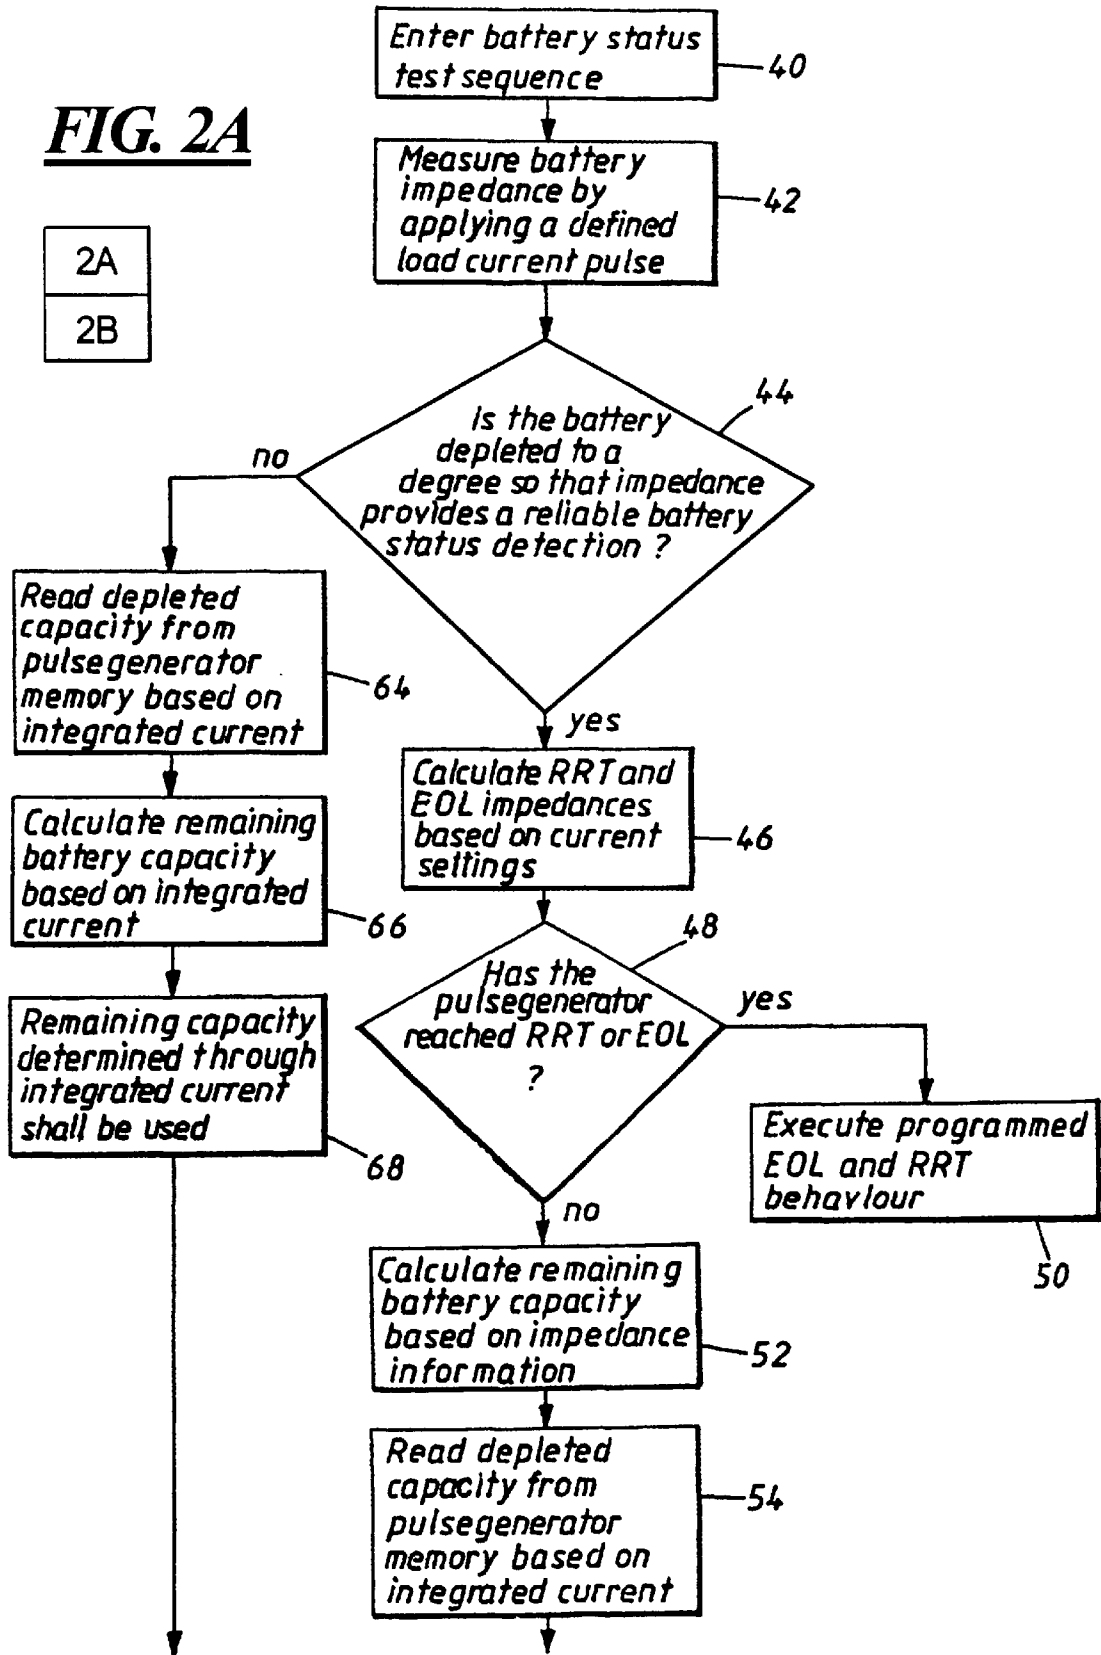 Enter battery status
test sequence
40
FIG. 2A
Measure battery
impedance by
applying a defined
load current pulse
42
2A
2B
44
is the battery
depleted to a
degree so that impedance
provides a reliable battery
status detection ?
no
yes
Read depleted
capacity from
pulsegenerator
memory based on
integrated current
64
Calculate RRT and
EOL impedances
based on current
settings
46
Calculate remaining
battery capacity
based on integrated
current
66
48
Has the
pulsegenerator
reached RRT or EOL
?
yes
no
Remaining capacity
determined through
integrated current
shall be used
68
Execute programmed
EOL and RRT
behavlour
50
Calculate remaining
battery capacity
based on impedance
information
52
Read depleted
capacity from
pulsegenerator
memory based on
integrated current
54